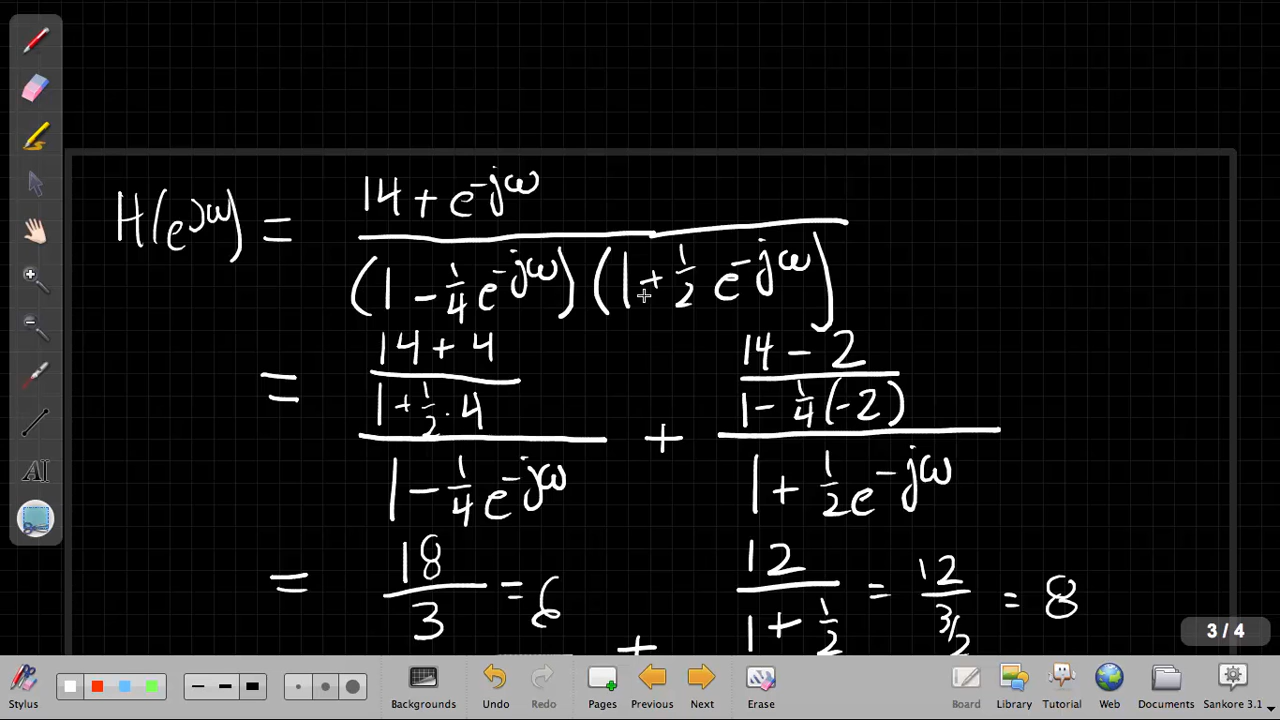 H(e^jω) = 14 + e^-jω
(1 - 1/4 e^-jω) (1 + 1/2 e^-jω)
= 14 + 4 14 - 2
1 + 1/2 · 4 + 1 - 1/4 (-2)
1 - 1/4 e^-jω 1 + 1/2 e^-jω
= 18/3 = 6 + 12/(1 + 1/2) = 12/(3/2) = 8
3 / 4
Stylus Backgrounds Undo Redo Pages Previous Next Erase Board Library Tutorial Web Documents Sankore 3.1
AI